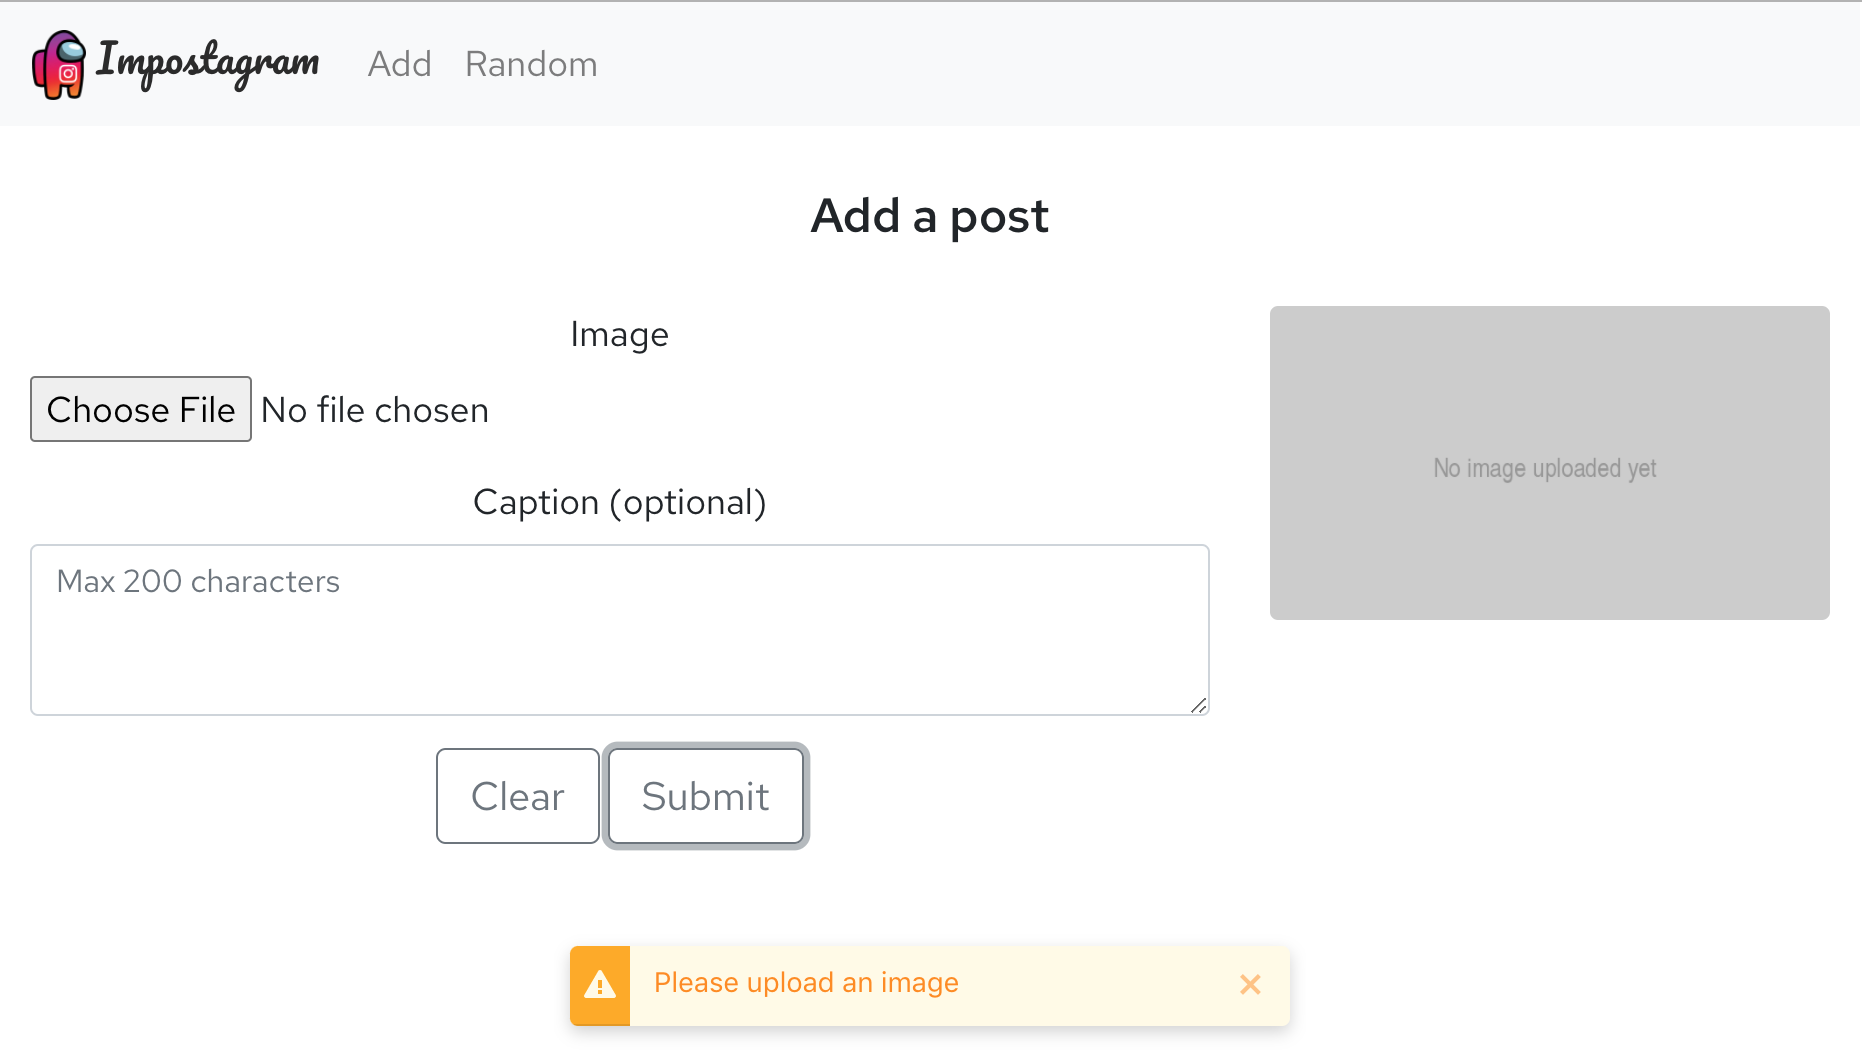 Impostagram Add Random
Add a post
Image
Choose File No file chosen
No image uploaded yet
Caption (optional)
Max 200 characters
Clear Submit
Please upload an image